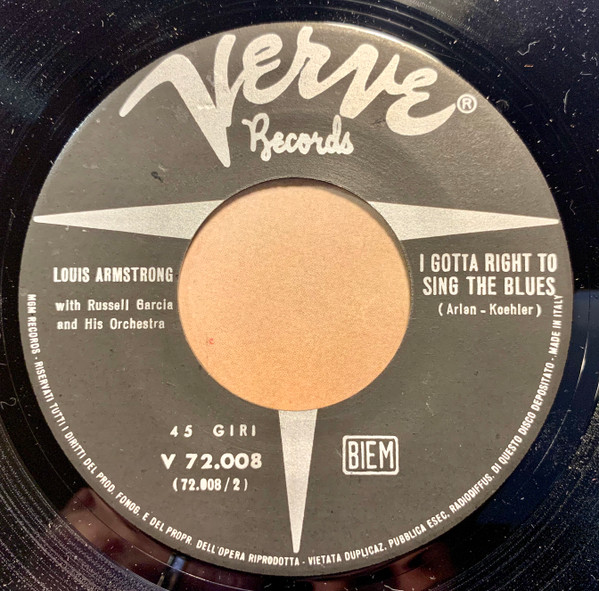 Verve®
Records
LOUIS ARMSTRONG
with Russell Garcia
and His Orchestra
I GOTTA RIGHT TO
SING THE BLUES
(Arlan - Koehler)
45 GIRI
V 72.008
(72.008/2)
BIEM
MGM RECORDS - RISERVATI TUTTI I DIRITTI DEL PROD. FONOG. E DEL PROPR. DELL'OPERA RIPRODOTTA - VIETATA DUPLICAZ. PUBBLICA ESEC. RADIODIFFUS. DI QUESTO DISCO DEPOSITATO - MADE IN ITALY